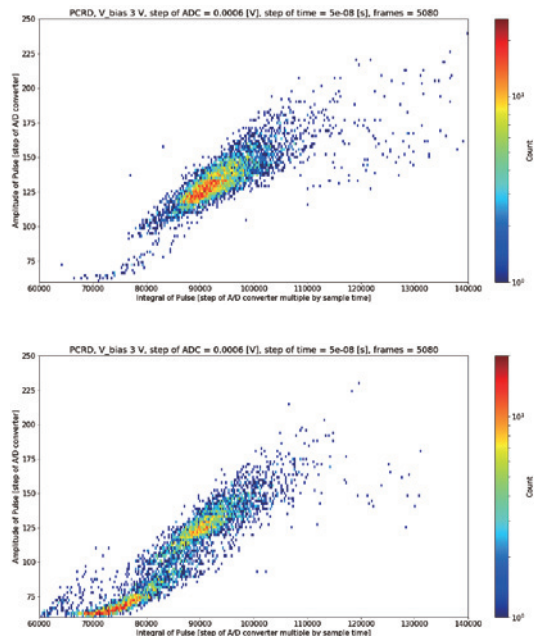 PCRD, V_bias 3 V, step of ADC = 0.0006 [V], step of time = 5e-08 [s], frames = 5080
250
225
200
175
150
125
100
75
Amplitude of Pulse [step of A/D converter]
60000 70000 80000 90000 100000 110000 120000 130000 140000
Integral of Pulse [step of A/D converter multiple by sample time]
10¹
10⁰
Count
PCRD, V_bias 3 V, step of ADC = 0.0006 [V], step of time = 5e-08 [s], frames = 5080
250
225
200
175
150
125
100
75
Amplitude of Pulse [step of A/D converter]
60000 70000 80000 90000 100000 110000 120000 130000 140000
Integral of Pulse [step of A/D converter multiple by sample time]
10¹
10⁰
Count